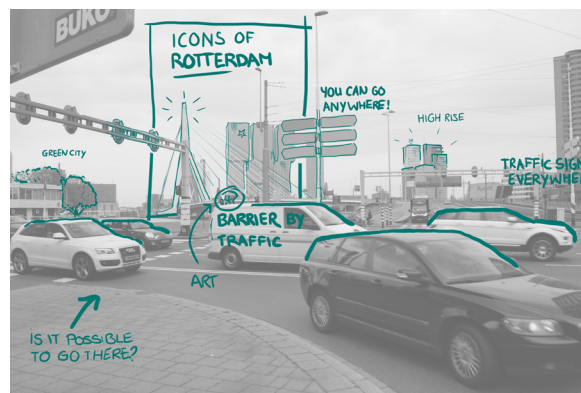 BUKO
ICONS OF
ROTTERDAM
YOU CAN GO
ANYWHERE!
HIGH RISE
GREEN CITY
TRAFFIC SIGN
EVERYWHERE
BARRIER BY
TRAFFIC
ART
IS IT POSSIBLE
TO GO THERE?